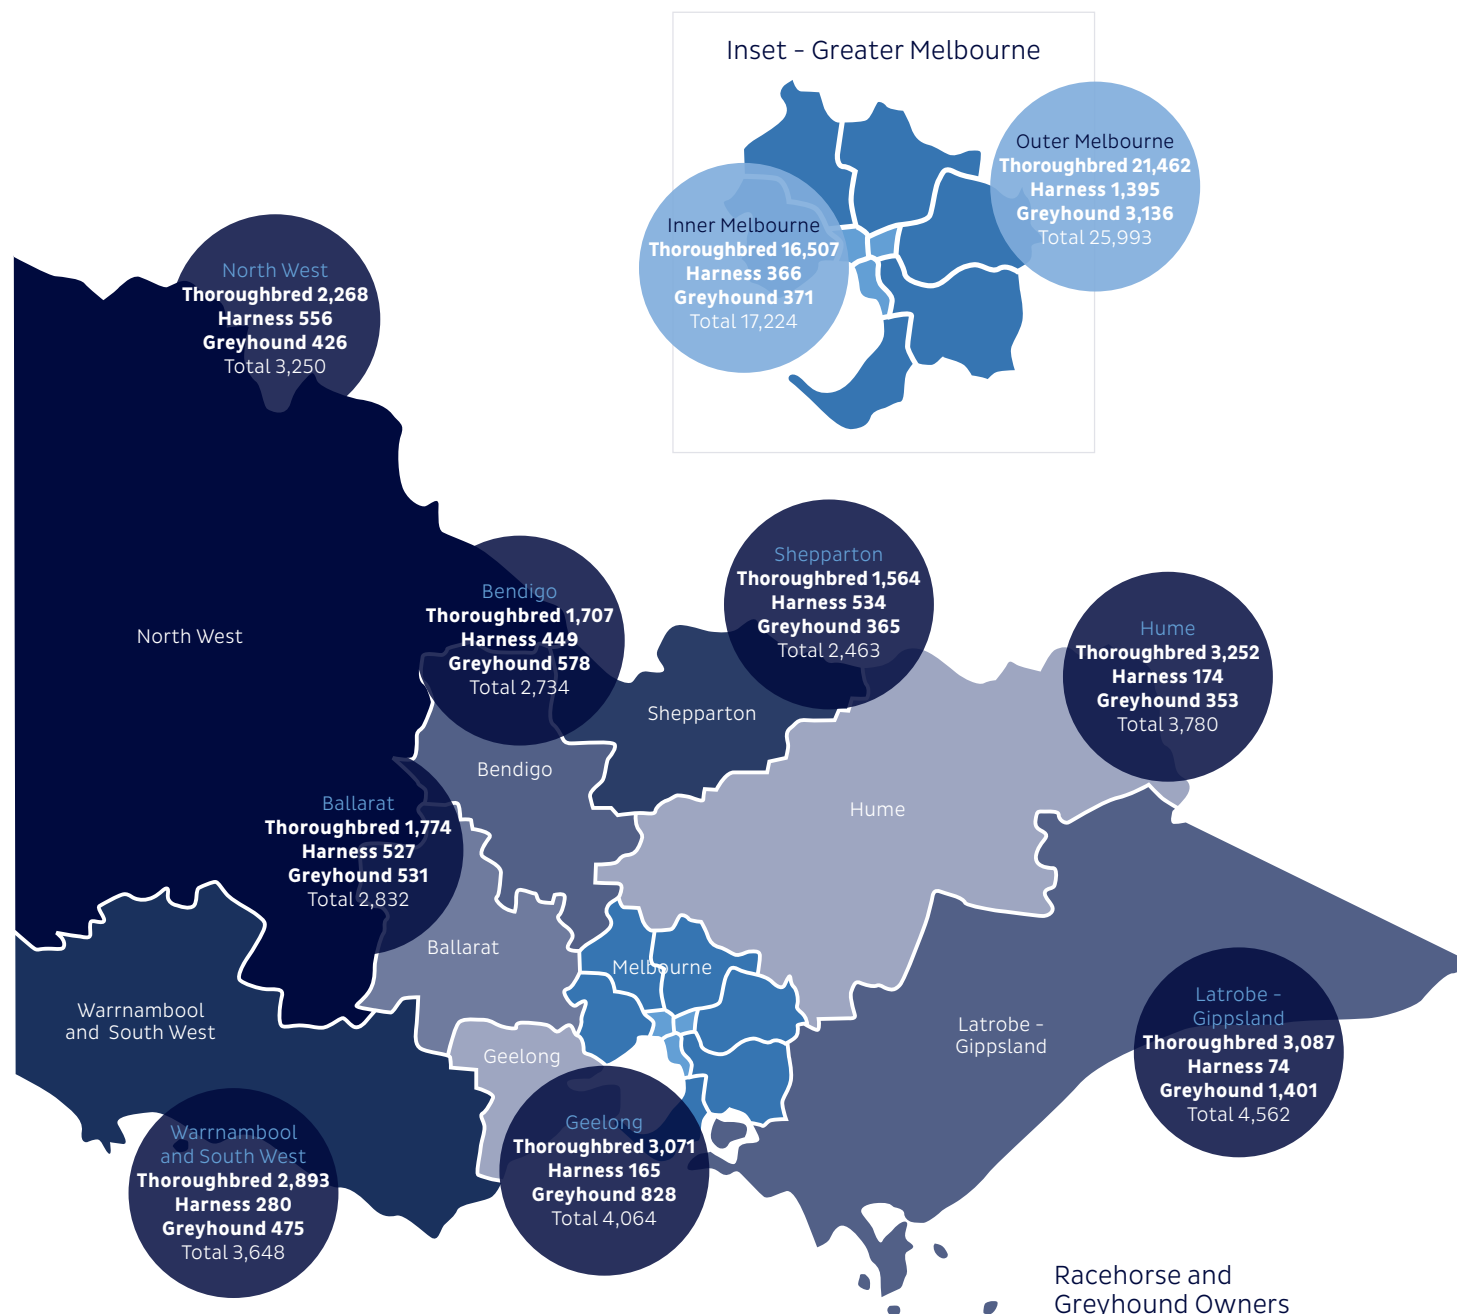 Inset - Greater Melbourne
Outer Melbourne
Thoroughbred 21,462
Harness 1,395
Greyhound 3,136
Total 25,993
Inner Melbourne
Thoroughbred 16,507
Harness 366
Greyhound 371
Total 17,224
North West
Thoroughbred 2,268
Harness 556
Greyhound 426
Total 3,250
Shepparton
Thoroughbred 1,564
Harness 534
Greyhound 365
Total 2,463
Bendigo
Thoroughbred 1,707
Harness 449
Greyhound 578
Total 2,734
Hume
Thoroughbred 3,252
Harness 174
Greyhound 353
Total 3,780
North West
Shepparton
Bendigo
Hume
Ballarat
Thoroughbred 1,774
Harness 527
Greyhound 531
Total 2,832
Ballarat
Melbourne
Warrnambool
and South West
Geelong
Latrobe -
Gippsland
Latrobe -
Gippsland
Thoroughbred 3,087
Harness 74
Greyhound 1,401
Total 4,562
Warrnambool
and South West
Thoroughbred 2,893
Harness 280
Greyhound 475
Total 3,648
Geelong
Thoroughbred 3,071
Harness 165
Greyhound 828
Total 4,064
Racehorse and
Greyhound Owners